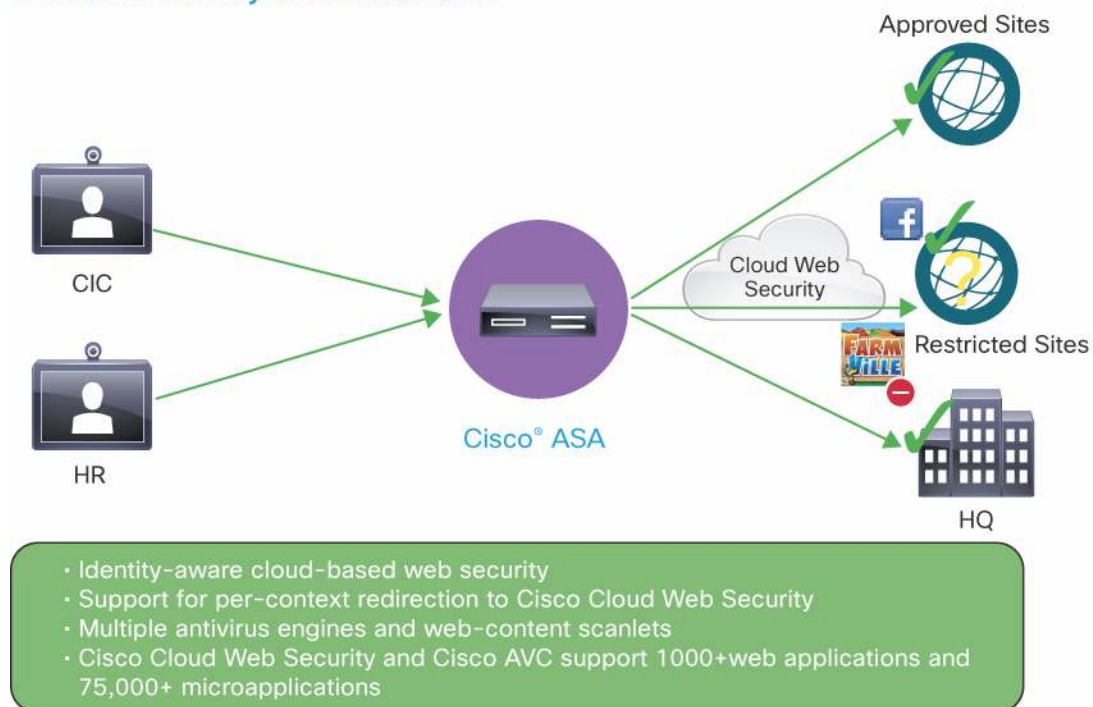 Approved Sites
CIC
Cloud Web
Security
f
FARM
VILLE
Restricted Sites
HR
Cisco® ASA
HQ
· Identity-aware cloud-based web security
· Support for per-context redirection to Cisco Cloud Web Security
· Multiple antivirus engines and web-content scanlets
· Cisco Cloud Web Security and Cisco AVC support 1000+web applications and
75,000+ microapplications